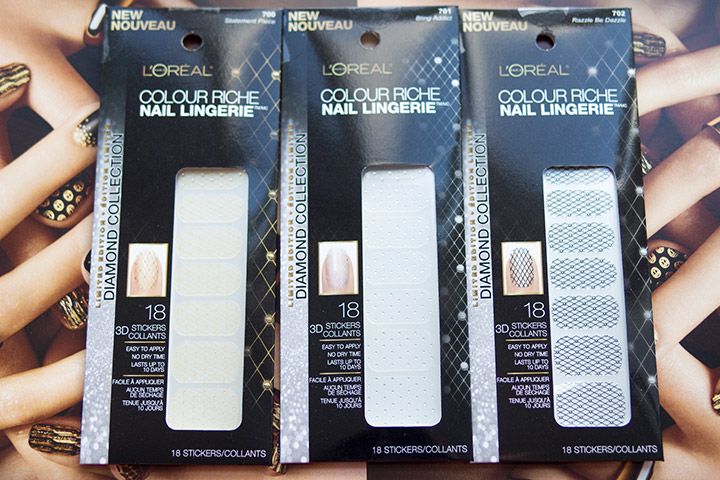 NEW
NOUVEAU
700
Statement Piece
L'ORÉAL
COLOUR RICHE
NAIL LINGERIE
LIMITED EDITION • ÉDITION LIMITÉE
DIAMOND COLLECTION
18
3D STICKERS
COLLANTS
EASY TO APPLY
NO DRY TIME
LASTS UP TO
10 DAYS
FACILE À APPLIQUER
AUCUN TEMPS
DE SÉCHAGE
TENUE JUSQU'À
10 JOURS
18 STICKERS/COLLANTS
NEW
NOUVEAU
701
Bling Addict
L'ORÉAL
COLOUR RICHE
NAIL LINGERIE
LIMITED EDITION • ÉDITION LIMITÉE
DIAMOND COLLECTION
18
3D STICKERS
COLLANTS
EASY TO APPLY
NO DRY TIME
LASTS UP TO
10 DAYS
FACILE À APPLIQUER
AUCUN TEMPS
DE SÉCHAGE
TENUE JUSQU'À
10 JOURS
18 STICKERS/COLLANTS
NEW
NOUVEAU
702
Razzle Be Dazzle
L'ORÉAL
COLOUR RICHE
NAIL LINGERIE
LIMITED EDITION • ÉDITION LIMITÉE
DIAMOND COLLECTION
18
3D STICKERS
COLLANTS
EASY TO APPLY
NO DRY TIME
LASTS UP TO
10 DAYS
FACILE À APPLIQUER
AUCUN TEMPS
DE SÉCHAGE
TENUE JUSQU'À
10 JOURS
18 STICKERS/COLLANTS